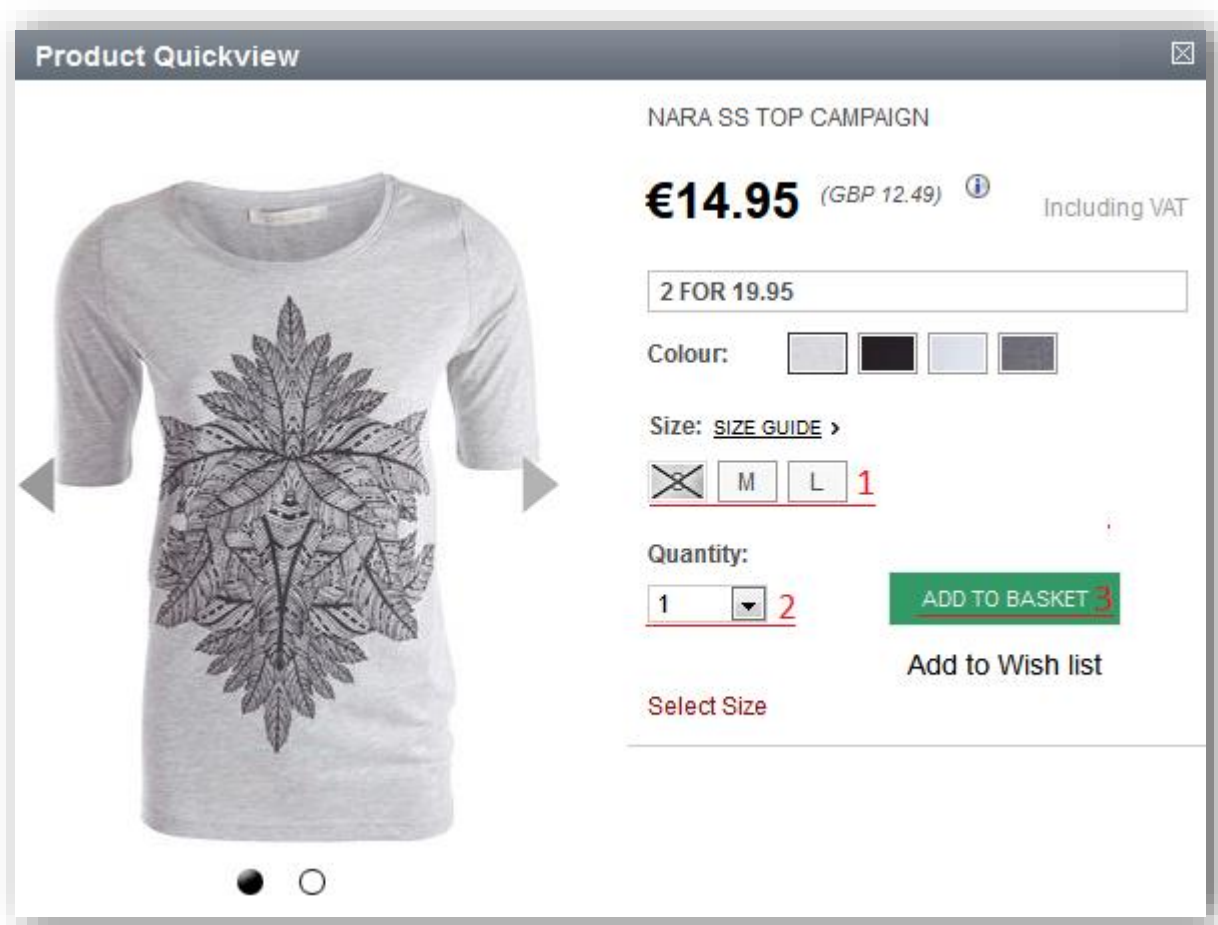 Product Quickview
NARA SS TOP CAMPAIGN
€14.95 (GBP 12.49) i Including VAT
2 FOR 19.95
Colour:
Size: SIZE GUIDE ›
S M L 1
Quantity:
1 2
ADD TO BASKET 3
Add to Wish list
Select Size